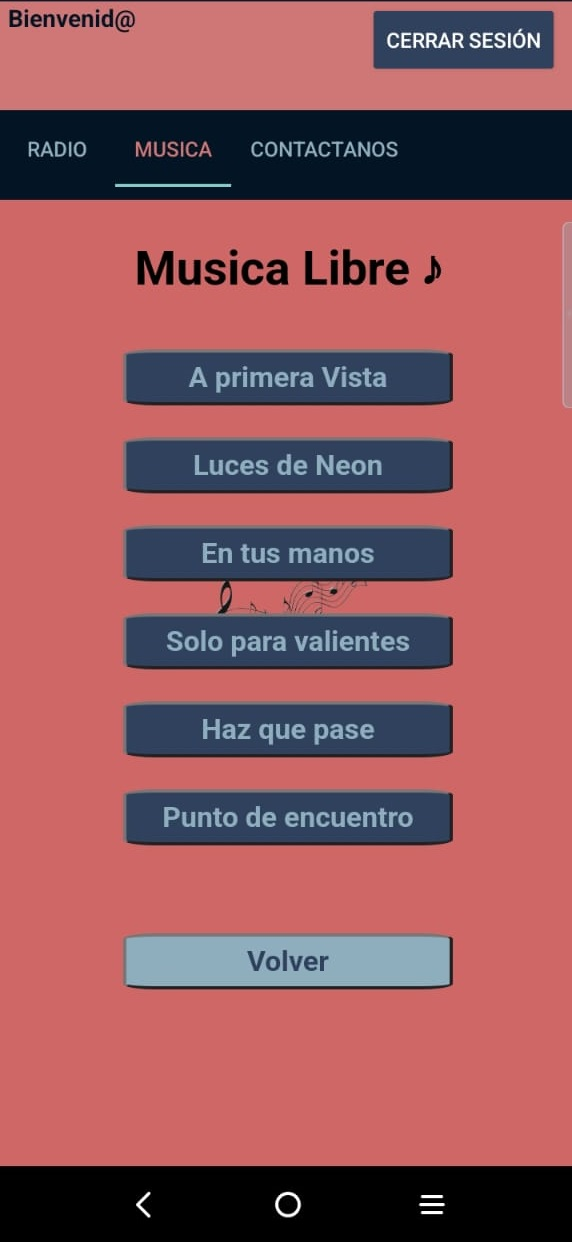 Bienvenid@
CERRAR SESIÓN
RADIO MUSICA CONTACTANOS
Musica Libre ♪
A primera Vista
Luces de Neon
En tus manos
Solo para valientes
Haz que pase
Punto de encuentro
Volver